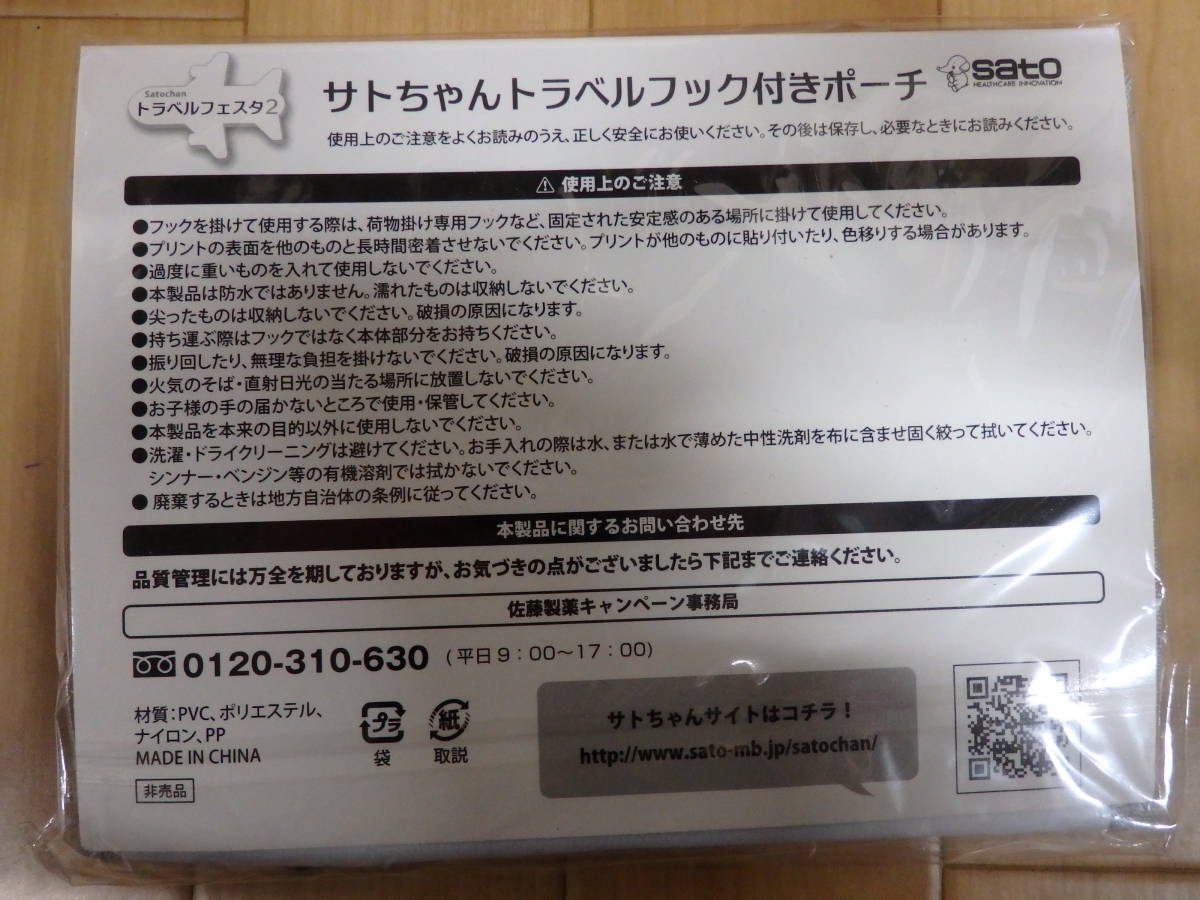 Satochan
トラベルフェスタ2
サトちゃんトラベルフック付きポーチ
sato
HEALTHCARE INNOVATION
使用上のご注意をよくお読みのうえ、正しく安全にお使いください。その後は保存し、必要なときにお読みください。
⚠ 使用上のご注意
●フックを掛けて使用する際は、荷物掛け専用フックなど、固定された安定感のある場所に掛けて使用してください。
●プリントの表面を他のものと長時間密着させないでください。プリントが他のものに貼り付いたり、色移りする場合があります。
●過度に重いものを入れて使用しないでください。
●本製品は防水ではありません。濡れたものは収納しないでください。
●尖ったものは収納しないでください。破損の原因になります。
●持ち運ぶ際はフックではなく本体部分をお持ちください。
●振り回したり、無理な負担を掛けないでください。破損の原因になります。
●火気のそば・直射日光の当たる場所に放置しないでください。
●お子様の手の届かないところで使用・保管してください。
●本製品を本来の目的以外に使用しないでください。
●洗濯・ドライクリーニングは避けてください。お手入れの際は水、または水で薄めた中性洗剤を布に含ませ固く絞って拭いてください。
シンナー・ベンジン等の有機溶剤では拭かないでください。
● 廃棄するときは地方自治体の条例に従ってください。
本製品に関するお問い合わせ先
品質管理には万全を期しておりますが、お気づきの点がございましたら下記までご連絡ください。
佐藤製薬キャンペーン事務局
0120-310-630 (平日9:00～17:00)
材質:PVC、ポリエステル、
ナイロン、PP
MADE IN CHINA
非売品
プラ
袋
紙
取説
サトちゃんサイトはコチラ！
http://www.sato-mb.jp/satochan/